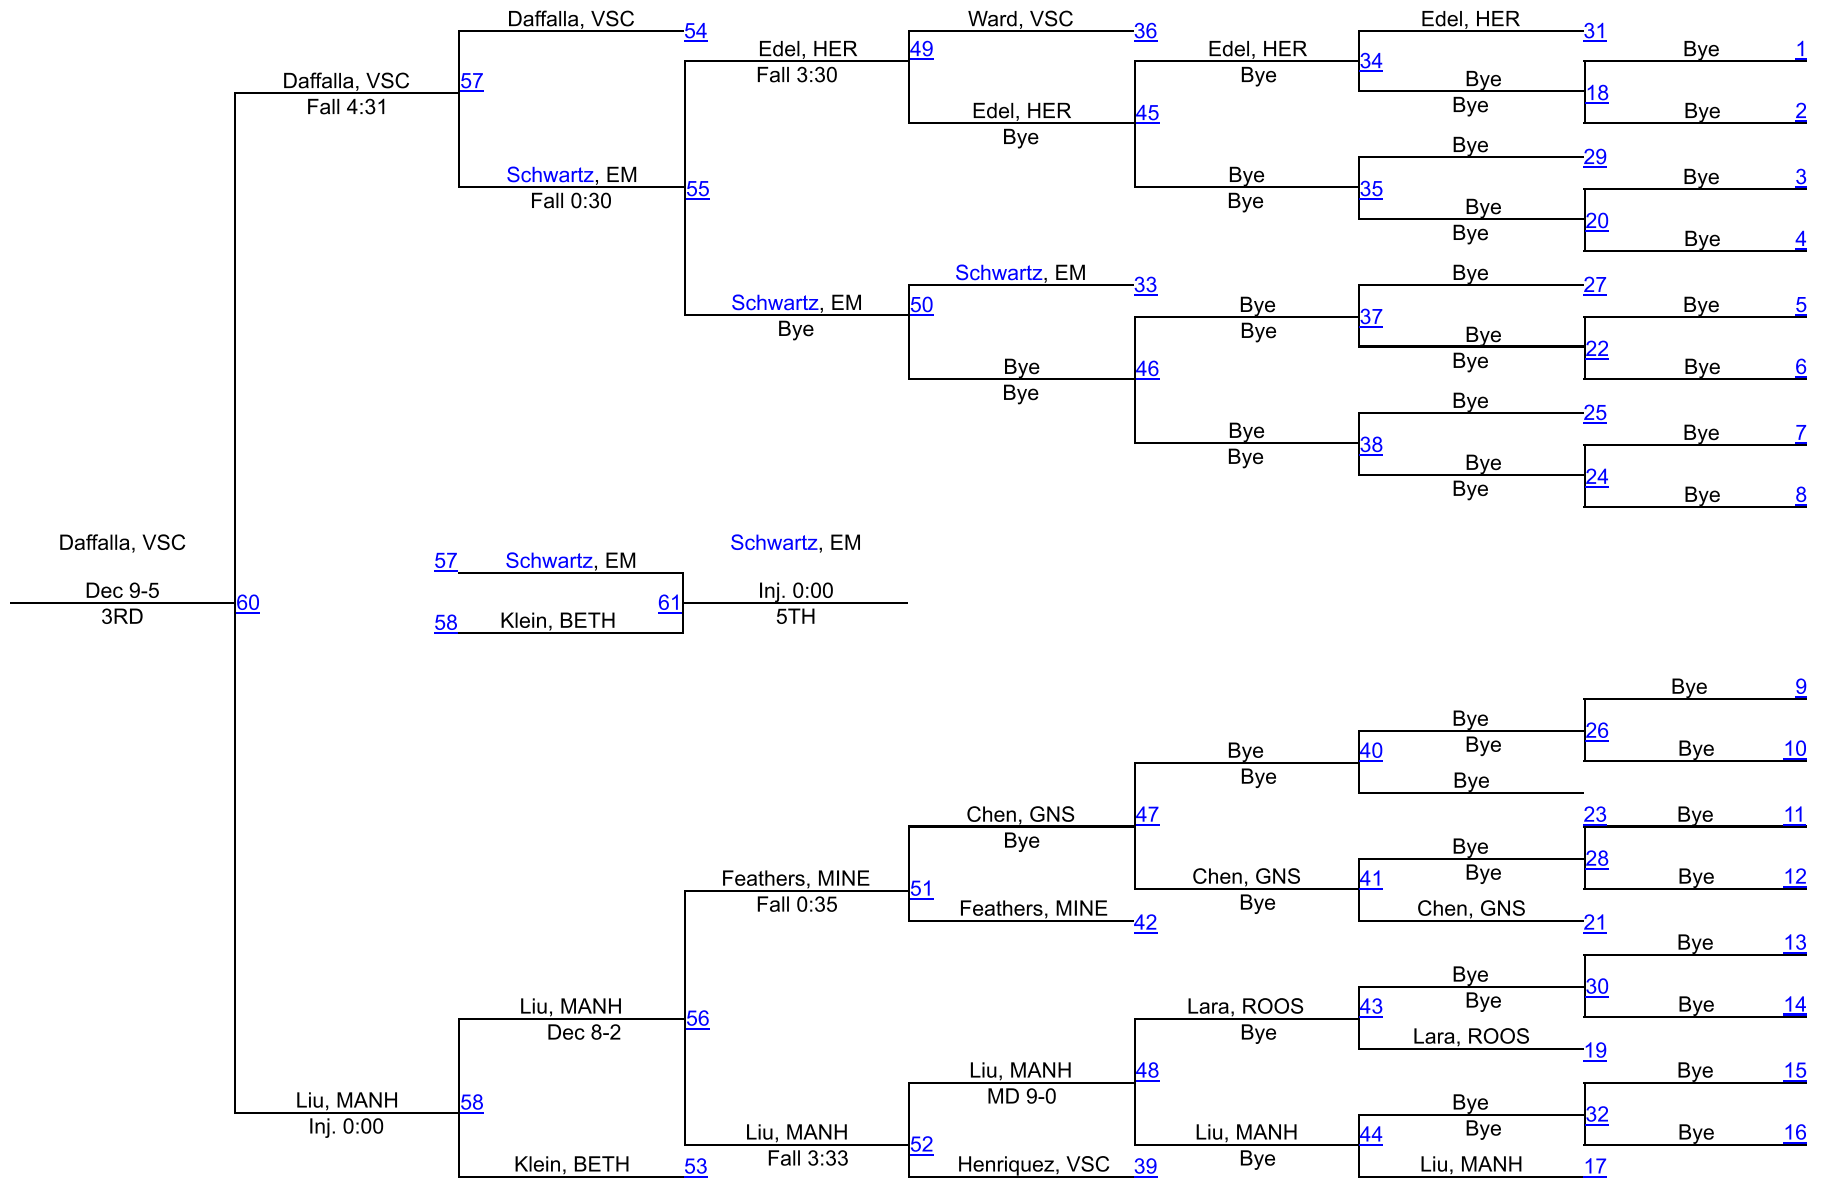 Daffalla, VSC
54
Ward, VSC
36
Edel, HER
31
Edel, HER
49
Edel, HER
34
Bye
1
Daffalla, VSC
57
Fall 3:30
Bye
Bye
18
Fall 4:31
Edel, HER
45
Bye
Bye
2
Bye
Bye
29
Schwartz, EM
55
Bye
35
Bye
3
Fall 0:30
Bye
Bye
20
Bye
Bye
4
Schwartz, EM
33
Bye
27
Schwartz, EM
50
Bye
37
Bye
5
Bye
Bye
Bye
22
Bye
46
Bye
Bye
6
Bye
Bye
25
Bye
38
Bye
7
Bye
Bye
24
Bye
Bye
8
Daffalla, VSC
Schwartz, EM
57
Schwartz, EM
Dec 9-5
60
61
Inj. 0:00
3RD
58
Klein, BETH
5TH
Bye
9
Bye
26
Bye
40
Bye
Bye
10
Bye
Bye
Chen, GNS
47
23
Bye
11
Bye
Bye
28
Feathers, MINE
51
Chen, GNS
41
Bye
Bye
12
Fall 0:35
Feathers, MINE
42
Bye
Chen, GNS
21
Bye
13
Bye
30
Liu, MANH
56
Lara, ROOS
43
Bye
Bye
14
Dec 8-2
Bye
Lara, ROOS
19
Liu, MANH
48
Bye
15
Liu, MANH
58
MD 9-0
Bye
32
Inj. 0:00
Liu, MANH
52
Liu, MANH
44
Bye
Bye
16
Fall 3:33
Bye
Klein, BETH
53
Henriquez, VSC
39
Liu, MANH
17